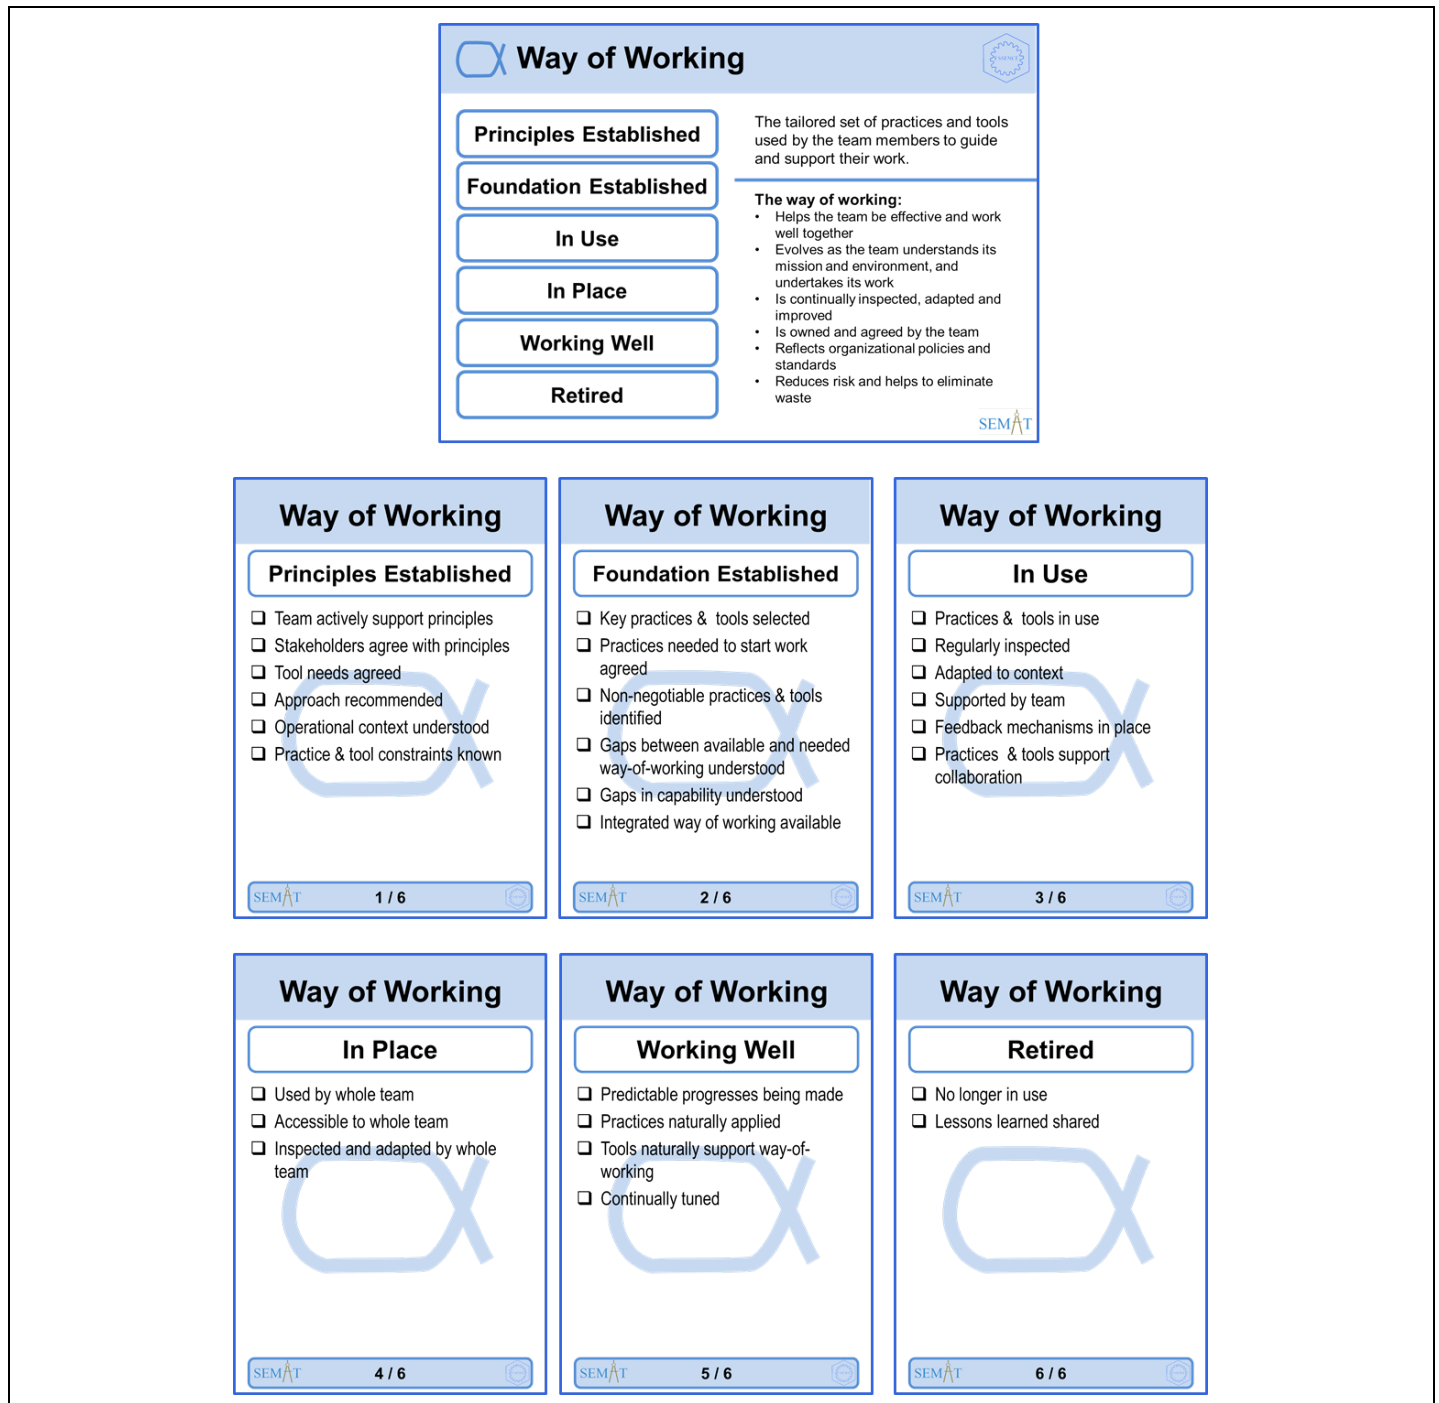 Way of Working
ESSENCE
Principles Established
Foundation Established
In Use
In Place
Working Well
Retired
The tailored set of practices and tools
used by the team members to guide
and support their work.
The way of working:
• Helps the team be effective and work
well together
• Evolves as the team understands its
mission and environment, and
undertakes its work
• Is continually inspected, adapted and
improved
• Is owned and agreed by the team
• Reflects organizational policies and
standards
• Reduces risk and helps to eliminate
waste
SEMAT
Way of Working
Principles Established
❑ Team actively support principles
❑ Stakeholders agree with principles
❑ Tool needs agreed
❑ Approach recommended
❑ Operational context understood
❑ Practice & tool constraints known
SEMAT
1 / 6
Way of Working
Foundation Established
❑ Key practices & tools selected
❑ Practices needed to start work
agreed
❑ Non-negotiable practices & tools
identified
❑ Gaps between available and needed
way-of-working understood
❑ Gaps in capability understood
❑ Integrated way of working available
SEMAT
2 / 6
Way of Working
In Use
❑ Practices & tools in use
❑ Regularly inspected
❑ Adapted to context
❑ Supported by team
❑ Feedback mechanisms in place
❑ Practices & tools support
collaboration
SEMAT
3 / 6
Way of Working
In Place
❑ Used by whole team
❑ Accessible to whole team
❑ Inspected and adapted by whole
team
SEMAT
4 / 6
Way of Working
Working Well
❑ Predictable progresses being made
❑ Practices naturally applied
❑ Tools naturally support way-of-
working
❑ Continually tuned
SEMAT
5 / 6
Way of Working
Retired
❑ No longer in use
❑ Lessons learned shared
SEMAT
6 / 6